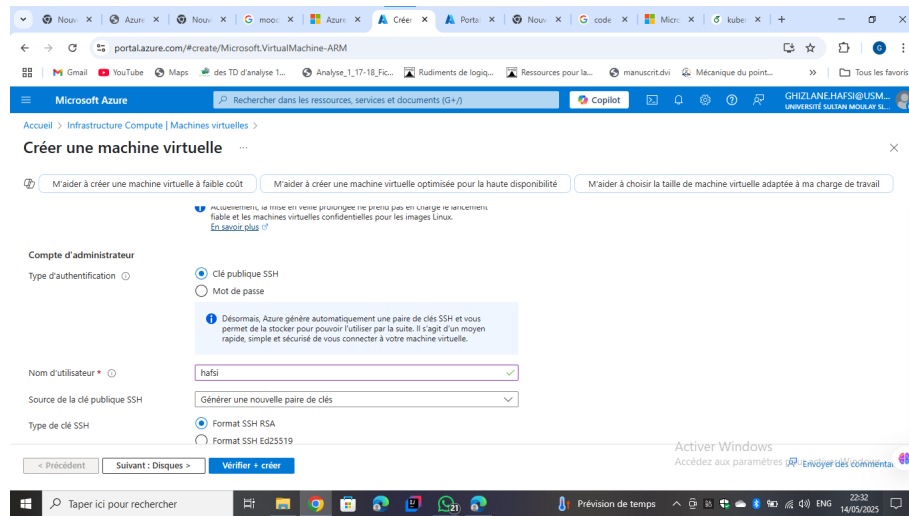 Nouv
Azure
Nouv
mooc
Azure
Créer
Portai
Nouv
code
Micro
kube
portal.azure.com/#create/Microsoft.VirtualMachine-ARM
G
Gmail
YouTube
Maps
des TD d'analyse 1...
Analyse_1_17-18_Fic...
Rudiments de logiq...
Ressources pour la...
manuscrit.dvi
Mécanique du point...
»
Tous les favoris
Microsoft Azure
Rechercher dans les ressources, services et documents (G+/)
Copilot
GHIZLANE.HAFSI@USM...
UNIVERSITÉ SULTAN MOULAY SL...
Accueil > Infrastructure Compute | Machines virtuelles >
Créer une machine virtuelle ...
M'aider à créer une machine virtuelle à faible coût
M'aider à créer une machine virtuelle optimisée pour la haute disponibilité
M'aider à choisir la taille de machine virtuelle adaptée à ma charge de travail
Actuellement, la mise en veille prolongée ne prend pas en charge le lancement
fiable et les machines virtuelles confidentielles pour les images Linux.
En savoir plus
Compte d'administrateur
Type d'authentification
Clé publique SSH
Mot de passe
Désormais, Azure génère automatiquement une paire de clés SSH et vous
permet de la stocker pour pouvoir l'utiliser par la suite. Il s'agit d'un moyen
rapide, simple et sécurisé de vous connecter à votre machine virtuelle.
Nom d'utilisateur *
hafsi
Source de la clé publique SSH
Générer une nouvelle paire de clés
Type de clé SSH
Format SSH RSA
Format SSH Ed25519
< Précédent
Suivant : Disques >
Vérifier + créer
Activer Windows
Accédez aux paramètres
Envoyer des commentai
Taper ici pour rechercher
21
Prévision de temps
ENG
22:32
14/05/2025